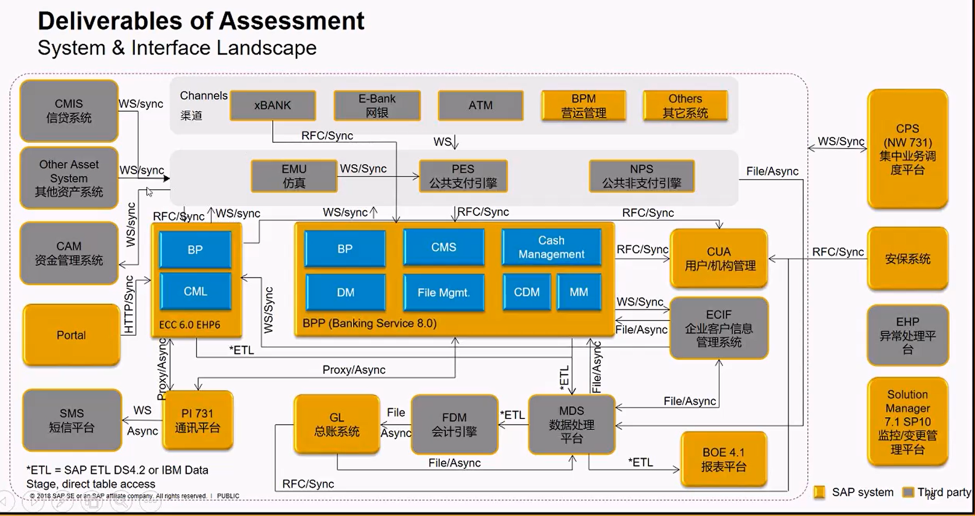 Deliverables of Assessment
System & Interface Landscape
CMIS
信贷系统
WS/sync
Channels
渠道
xBANK
E-Bank
网银
ATM
BPM
营运管理
Others
其它系统
CPS
(NW 731)
集中业务调
度平台
RFC/Sync
WS
WS/Sync
Other Asset
System
其他资产系统
WS/sync
EMU
仿真
WS/Sync
PES
公共支付引擎
NPS
公共非支付引擎
File/Async
RFC/Sync
WS/sync
WS/sync
RFC/Sync
RFC/Sync
WS/sync
CAM
资金管理系统
BP
CML
ECC 6.0 EHP6
BP
CMS
Cash
Management
DM
File Mgmt.
CDM
MM
BPP (Banking Service 8.0)
RFC/Sync
CUA
用户/机构管理
RFC/Sync
安保系统
HTTP/Sync
WS/Sync
WS/Sync
File/Async
ECIF
企业客户信息
管理系统
Portal
EHP
异常处理平
台
*ETL
Proxy/Async
Proxy/Async
*ETL
File/Async
File/Async
SMS
短信平台
WS
Async
PI 731
通讯平台
GL
总账系统
File
Async
FDM
会计引擎
*ETL
MDS
数据处理
平台
Solution
Manager
7.1 SP10
监控/变更管
理平台
File/Async
*ETL
BOE 4.1
报表平台
RFC/Sync
*ETL = SAP ETL DS4.2 or IBM Data
Stage, direct table access
SAP system
Third party
© 2018 SAP SE or an SAP affiliate company. All rights reserved. | PUBLIC